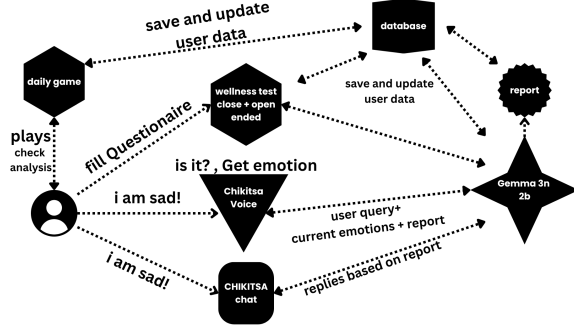 save and update
user data
database
daily game
wellness test
close + open
ended
save and update
user data
report
plays
check
analysis
fill Questionaire
is it? , Get emotion
i am sad!
Chikitsa
Voice
Gemma 3n
2b
user query+
current emotions + report
i am sad!
CHIKITSA
chat
replies based on report